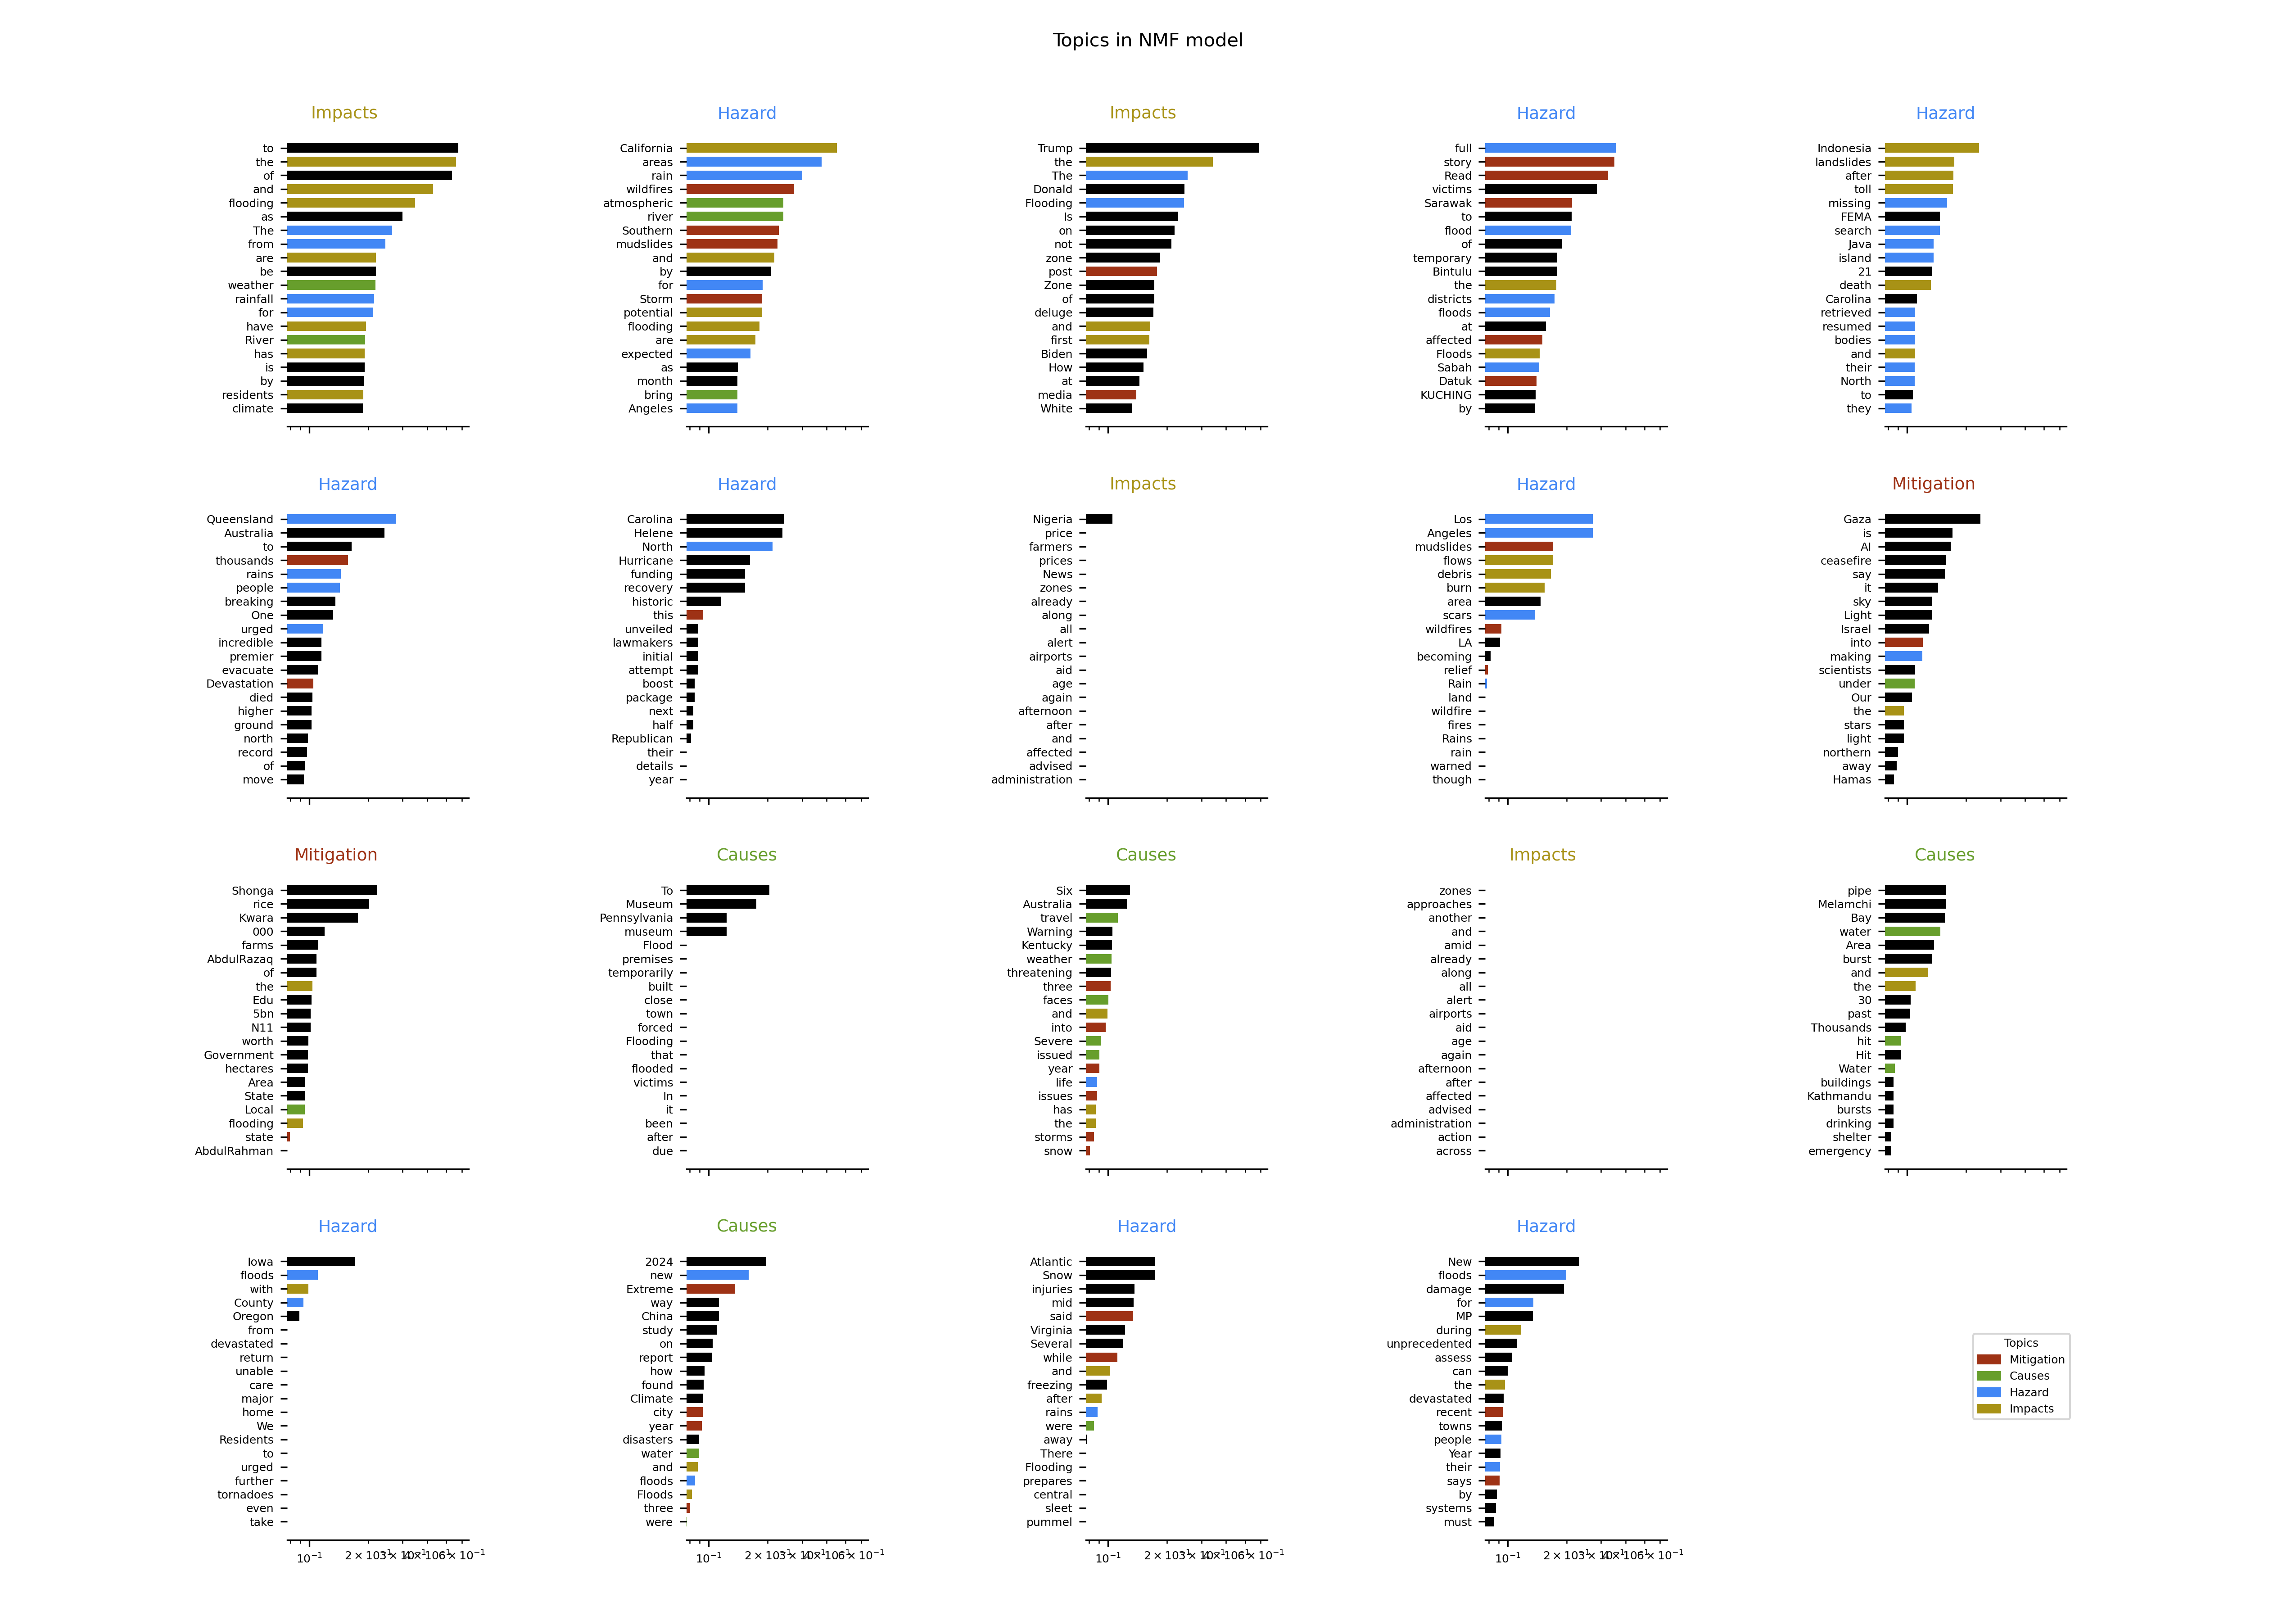 Topics in NMF model
Impacts
to
the
of
and
flooding
as
The
from
are
be
weather
rainfall
for
have
River
has
is
by
residents
climate
Hazard
California
areas
rain
wildfires
atmospheric
river
Southern
mudslides
and
by
for
Storm
potential
flooding
are
expected
as
month
bring
Angeles
Impacts
Trump
the
The
Donald
Flooding
Is
on
not
zone
post
Zone
of
deluge
and
first
Biden
How
at
media
White
Hazard
full
story
Read
victims
Sarawak
to
flood
of
temporary
Bintulu
the
districts
floods
at
affected
Floods
Sabah
Datuk
KUCHING
by
Hazard
Indonesia
landslides
after
toll
missing
FEMA
search
Java
island
21
death
Carolina
retrieved
resumed
bodies
and
their
North
to
they
Hazard
Queensland
Australia
to
thousands
rains
people
breaking
One
urged
incredible
premier
evacuate
Devastation
died
higher
ground
north
record
of
move
Hazard
Carolina
Helene
North
Hurricane
funding
recovery
historic
this
unveiled
lawmakers
initial
attempt
boost
package
next
half
Republican
their
details
year
Impacts
Nigeria
price
farmers
prices
News
zones
already
along
all
alert
airports
aid
age
again
afternoon
after
and
affected
advised
administration
Hazard
Los
Angeles
mudslides
flows
debris
burn
area
scars
wildfires
LA
becoming
relief
Rain
land
wildfire
fires
Rains
rain
warned
though
Mitigation
Gaza
is
AI
ceasefire
say
it
sky
Light
Israel
into
making
scientists
under
Our
the
stars
light
northern
away
Hamas
Mitigation
Shonga
rice
Kwara
000
farms
AbdulRazaq
of
the
Edu
5bn
N11
worth
Government
hectares
Area
State
Local
flooding
state
AbdulRahman
Causes
To
Museum
Pennsylvania
museum
Flood
premises
temporarily
built
close
town
forced
Flooding
that
flooded
victims
In
it
been
after
due
Causes
Six
Australia
travel
Warning
Kentucky
weather
threatening
three
faces
and
into
Severe
issued
year
life
issues
has
the
storms
snow
Impacts
zones
approaches
another
and
amid
already
along
all
alert
airports
aid
age
again
afternoon
after
affected
advised
administration
action
across
Causes
pipe
Melamchi
Bay
water
Area
burst
and
the
30
past
Thousands
hit
Hit
Water
buildings
Kathmandu
bursts
drinking
shelter
emergency
Hazard
Iowa
floods
with
County
Oregon
from
devastated
return
unable
care
major
home
We
Residents
to
urged
further
tornadoes
even
take
10⁻¹
Causes
2024
new
Extreme
way
China
study
on
report
how
found
Climate
city
year
disasters
water
and
floods
Floods
three
were
10⁻¹
Hazard
Atlantic
Snow
injuries
mid
said
Virginia
Several
while
and
freezing
after
rains
were
away
There
Flooding
prepares
central
sleet
pummel
10⁻¹
Hazard
New
floods
damage
for
MP
during
unprecedented
assess
can
the
devastated
recent
towns
people
Year
their
says
by
systems
must
10⁻¹
Topics
Mitigation
Causes
Hazard
Impacts